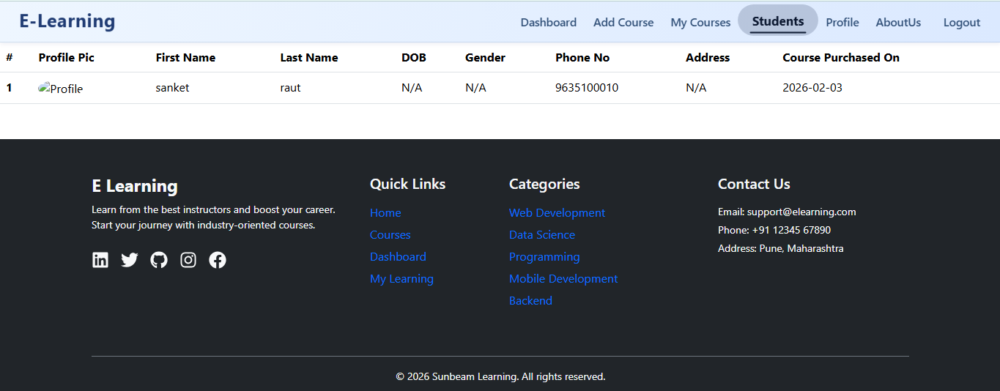 E-Learning Dashboard Add Course My Courses Students Profile AboutUs Logout
# Profile Pic First Name Last Name DOB Gender Phone No Address Course Purchased On
1 Profile sanket raut N/A N/A 9635100010 N/A 2026-02-03
E Learning
Learn from the best instructors and boost your career.
Start your journey with industry-oriented courses.
Quick Links
Home
Courses
Dashboard
My Learning
Categories
Web Development
Data Science
Programming
Mobile Development
Backend
Contact Us
Email: support@elearning.com
Phone: +91 12345 67890
Address: Pune, Maharashtra
© 2026 Sunbeam Learning. All rights reserved.